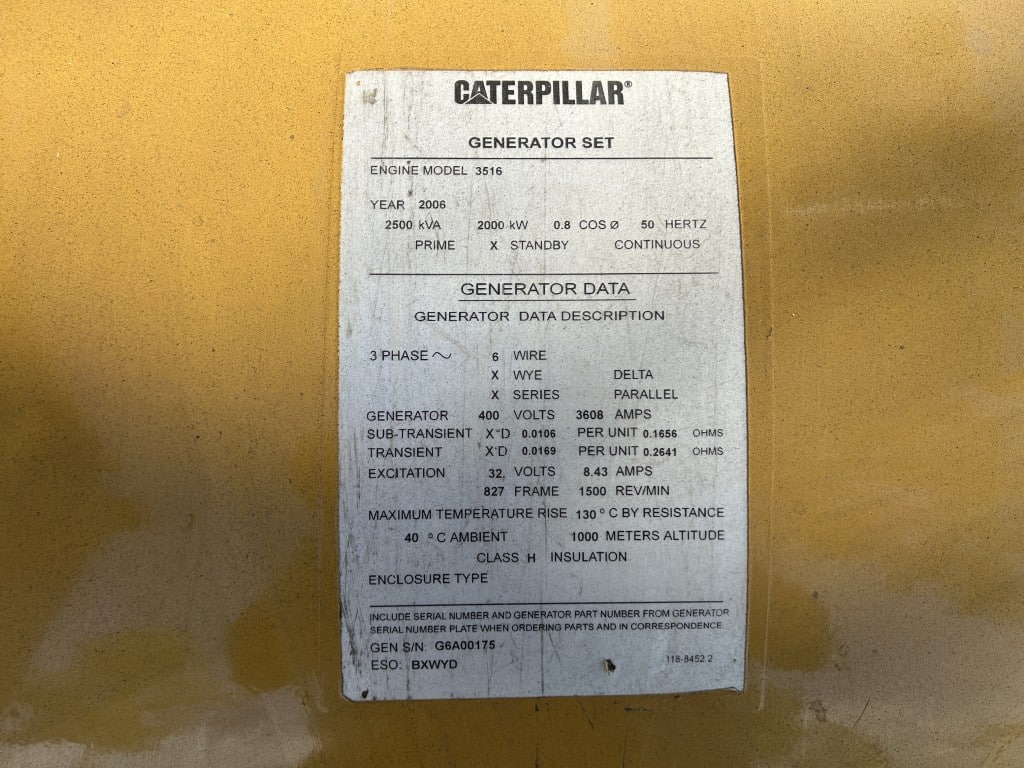 CATERPILLAR®
GENERATOR SET
ENGINE MODEL 3516
YEAR 2006
2500 kVA 2000 kW 0.8 COS Ø 50 HERTZ
PRIME X STANDBY CONTINUOUS
GENERATOR DATA
GENERATOR DATA DESCRIPTION
3 PHASE ~ 6 WIRE
X WYE DELTA
X SERIES PARALLEL
GENERATOR 400 VOLTS 3608 AMPS
SUB-TRANSIENT X"D 0.0106 PER UNIT 0.1656 OHMS
TRANSIENT X'D 0.0169 PER UNIT 0.2641 OHMS
EXCITATION 32, VOLTS 8.43 AMPS
827 FRAME 1500 REV/MIN
MAXIMUM TEMPERATURE RISE 130 ° C BY RESISTANCE
40 ° C AMBIENT 1000 METERS ALTITUDE
CLASS H INSULATION
ENCLOSURE TYPE
INCLUDE SERIAL NUMBER AND GENERATOR PART NUMBER FROM GENERATOR
SERIAL NUMBER PLATE WHEN ORDERING PARTS AND IN CORRESPONDENCE
GEN S/N: G6A00175
ESO: BXWYD
118-8452 2